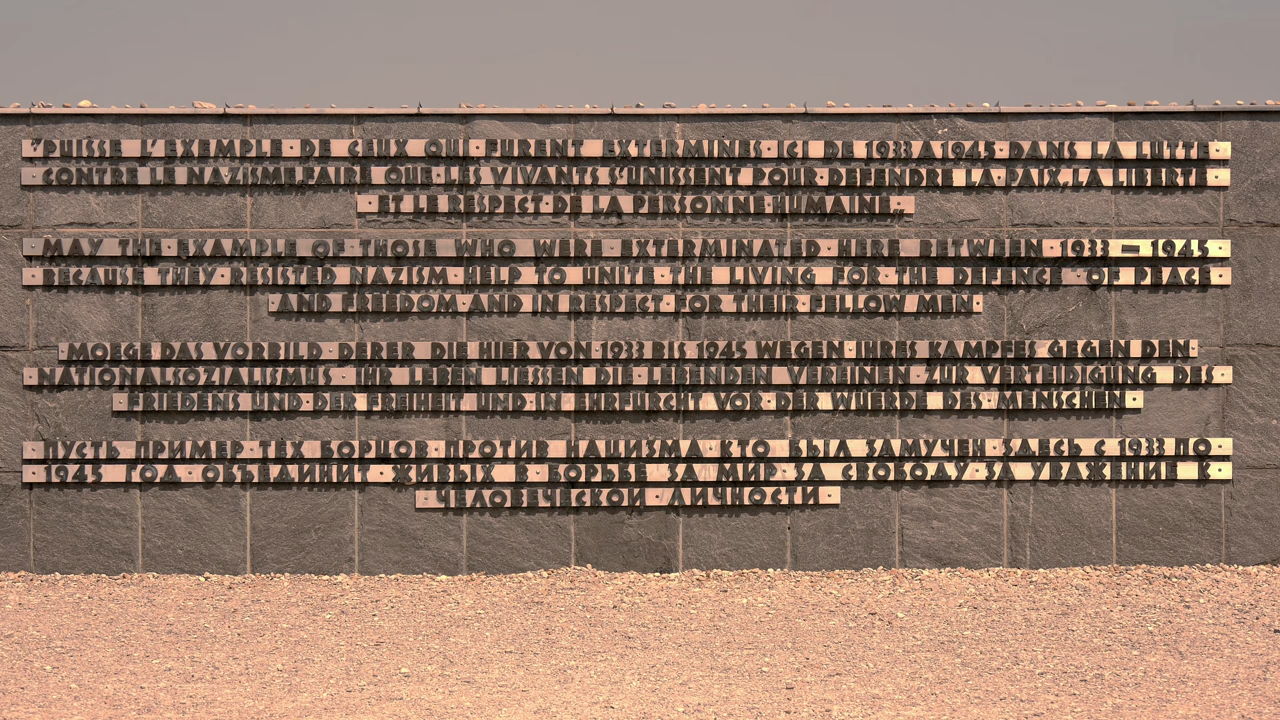 "PUISSE L'EXEMPLE DE CEUX QUI FURENT EXTERMINES ICI DE 1933 A 1945 DANS LA LUTTE
CONTRE LE NAZISME, FAIRE QUE LES VIVANTS S'UNISSENT POUR DEFENDRE LA PAIX, LA LIBERTE
ET LE RESPECT DE LA PERSONNE HUMAINE„
MAY THE EXAMPLE OF THOSE WHO WERE EXTERMINATED HERE BETWEEN 1933 – 1945
BECAUSE THEY RESISTED NAZISM HELP TO UNITE THE LIVING FOR THE DEFENCE OF PEACE
AND FREEDOM AND IN RESPECT FOR THEIR FELLOW MEN
MOEGE DAS VORBILD DERER DIE HIER VON 1933 BIS 1945 WEGEN IHRES KAMPFES GEGEN DEN
NATIONALSOZIALISMUS IHR LEBEN LIESSEN DIE LEBENDEN VEREINEN ZUR VERTEIDIGUNG DES
FRIEDENS UND DER FREIHEIT UND IN EHRFURCHT VOR DER WUERDE DES MENSCHEN
ПУСТЬ ПРИМЕР ТЕХ БОРЦОВ ПРОТИВ НАЦИЗМА КТО БЫЛ ЗАМУЧЕН ЗДЕСЬ С 1933 ПО
1945 ГОД ОБЪЕДИНИТ ЖИВЫХ В БОРЬБЕ ЗА МИР ЗА СВОБОДУ ЗА УВАЖЕНИЕ К
ЧЕЛОВЕЧЕСКОЙ ЛИЧНОСТИ